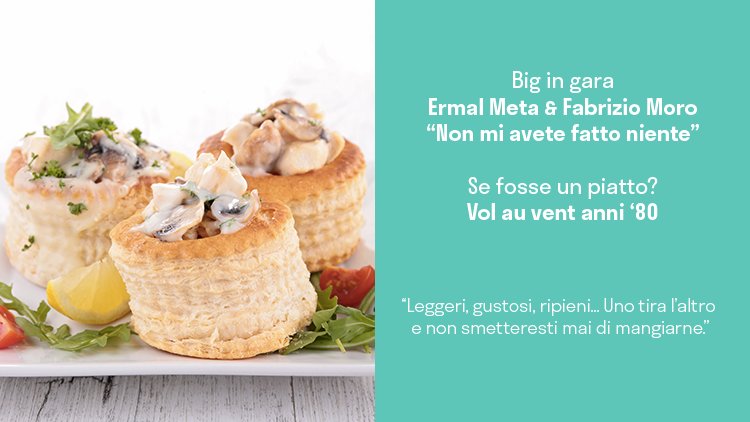 Big in gara
Ermal Meta & Fabrizio Moro
“Non mi avete fatto niente”
Se fosse un piatto?
Vol au vent anni ‘80
“Leggeri, gustosi, ripieni... Uno tira l’altro
e non smetteresti mai di mangiarne.”